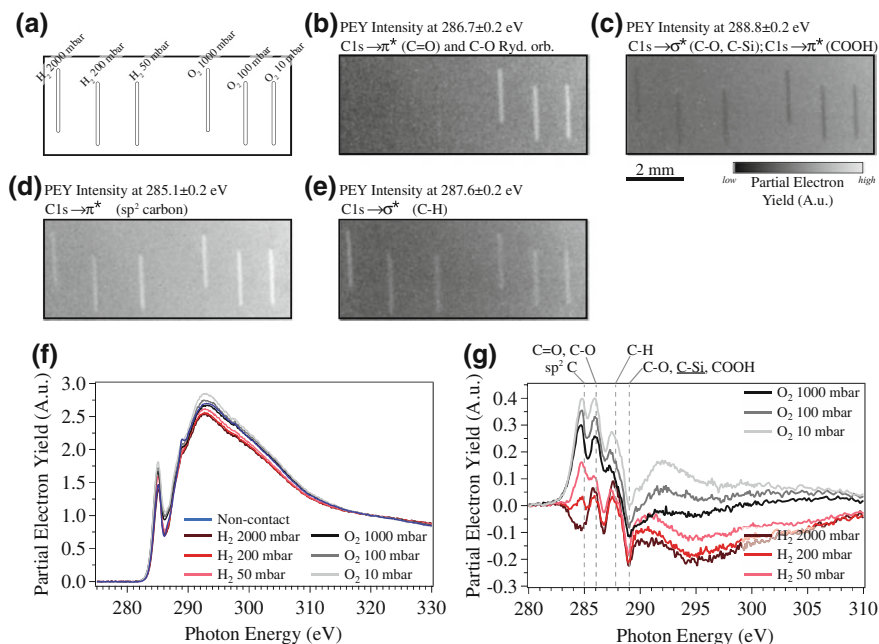 (a)
H₂ 2000 mbar
H₂ 200 mbar
H₂ 50 mbar
O₂ 1000 mbar
O₂ 100 mbar
O₂ 10 mbar
(b)
PEY Intensity at 286.7±0.2 eV
C1s→π* (C=O) and C-O Ryd. orb.
(c)
PEY Intensity at 288.8±0.2 eV
C1s→σ* (C-O, C-Si);C1s→π* (COOH)
2 mm
low
high
Partial Electron
Yield (A.u.)
(d)
PEY Intensity at 285.1±0.2 eV
C1s→π* (sp² carbon)
(e)
PEY Intensity at 287.6±0.2 eV
C1s→σ* (C-H)
(f)
Partial Electron Yield (A.u.)
3.0
2.5
2.0
1.5
1.0
0.5
0.0
Non-contact
H₂ 2000 mbar
H₂ 200 mbar
H₂ 50 mbar
O₂ 1000 mbar
O₂ 100 mbar
O₂ 10 mbar
280 290 300 310 320 330
Photon Energy (eV)
(g)
C=O, C-O
sp² C
C-H
C-O, C-Si, COOH
Partial Electron Yield (A.u.)
0.4
0.3
0.2
0.1
0.0
-0.1
-0.2
-0.3
O₂ 1000 mbar
O₂ 100 mbar
O₂ 10 mbar
H₂ 2000 mbar
H₂ 200 mbar
H₂ 50 mbar
280 285 290 295 300 305 310
Photon Energy (eV)